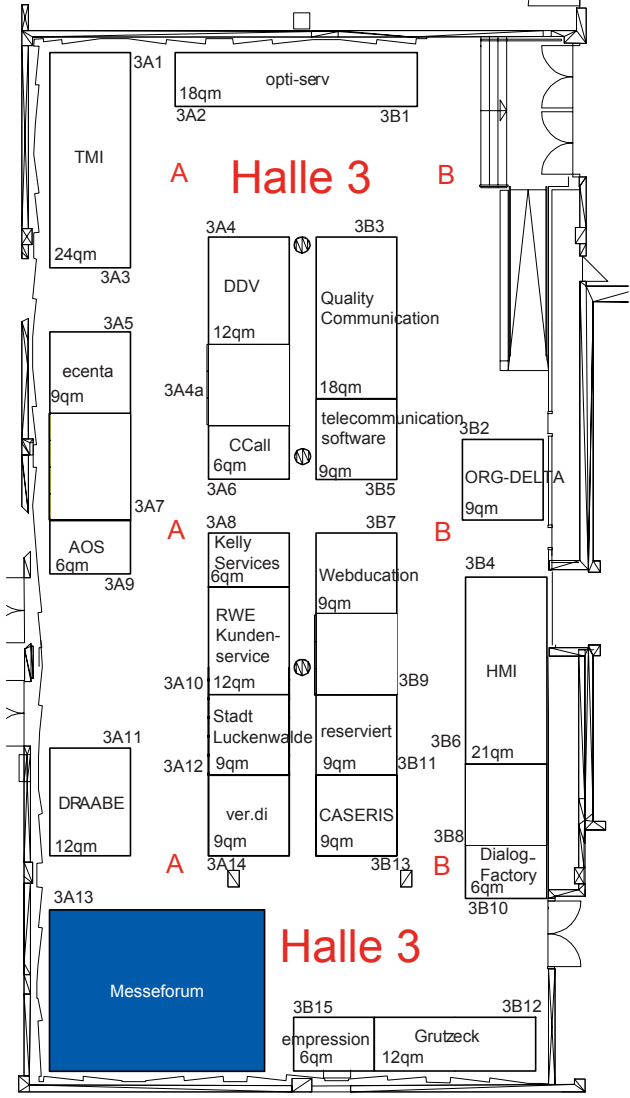 3A1
opti-serv
18qm
3A2
3B1
TMI
A
Halle 3
B
24qm
3A3
3A4
3B3
DDV
Quality
Communication
12qm
3A5
ecenta
9qm
3A4a
18qm
CCall
6qm
3A6
telecommunication
software
9qm
3B5
3B2
ORG-DELTA
9qm
3A7
AOS
6qm
3A9
A
3A8
3B7
B
Kelly
Services
6qm
Webducation
9qm
3B4
RWE
Kunden-
service
3A10
12qm
3B9
HMI
Stadt
Luckenwalde
9qm
3A12
reserviert
9qm
3B11
3B6
21qm
3A11
DRAABE
12qm
ver.di
9qm
3A14
CASERIS
9qm
3B13
3B8
Dialog_
Factory
6qm
3B10
A
B
3A13
Halle 3
Messeforum
3B15
3B12
empression
6qm
Grutzeck
12qm